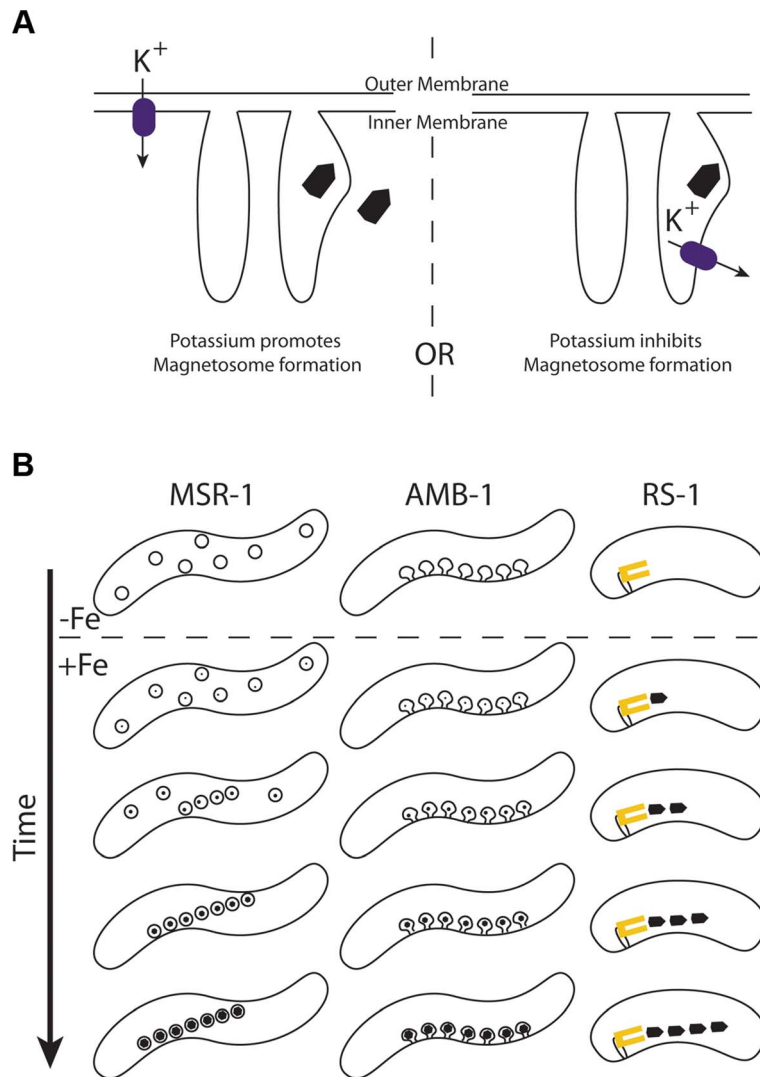 A
K+
Outer Membrane
Inner Membrane
K+
Potassium promotes
Magnetosome formation
OR
Potassium inhibits
Magnetosome formation
B
MSR-1
AMB-1
RS-1
-Fe
+Fe
Time